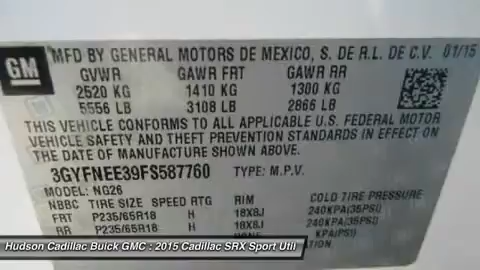 GM
MFD BY GENERAL MOTORS DE MEXICO, S. DE R.L. DE C.V. 01/15
GVWR GAWR FRT GAWR RR
2520 KG 1410 KG 1300 KG
5556 LB 3108 LB 2866 LB
THIS VEHICLE CONFORMS TO ALL APPLICABLE U.S. FEDERAL MOTOR
VEHICLE SAFETY AND THEFT PREVENTION STANDARDS IN EFFECT ON
THE DATE OF MANUFACTURE SHOWN ABOVE.
3GYFNEE39FS587760 TYPE: M.P.V.
MODEL: NG26
NBBC TIRE SIZE SPEED RTG RIM COLD TIRE PRESSURE
FRT P235/65R18 H 18X8J 240KPA(35PSI)
RR P235/65R18 H 18X8J 240KPA(35PSI)
NONE KPA(PSI)
Hudson Cadillac Buick GMC : 2015 Cadillac SRX Sport Util